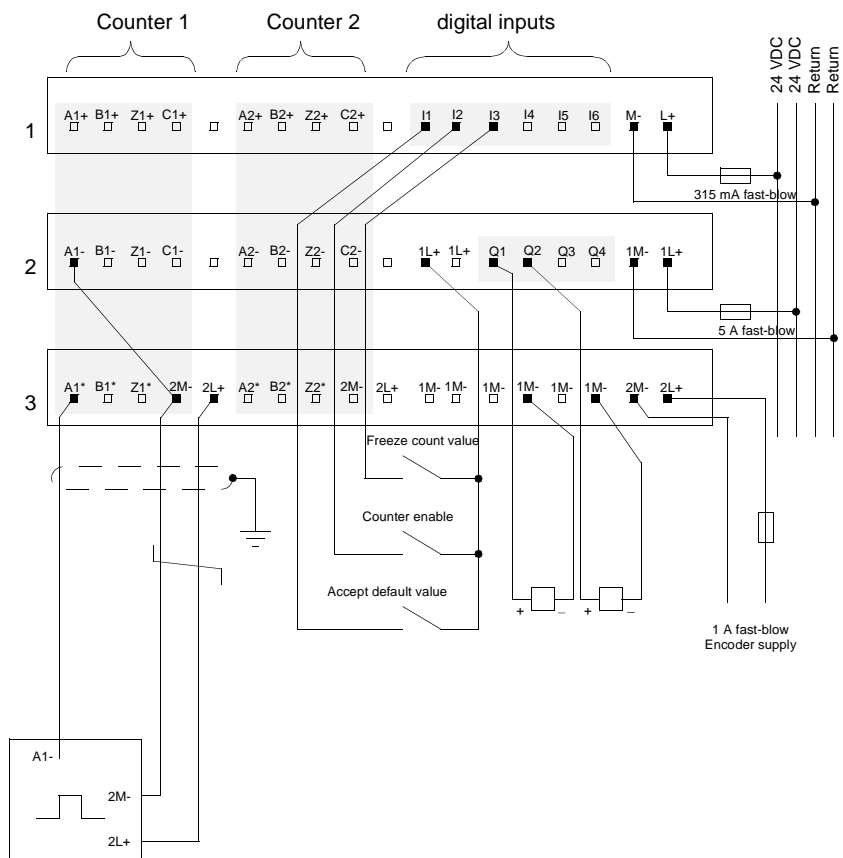 Counter 1 Counter 2 digital inputs
24 VDC
24 VDC
Return
Return
1
A1+ B1+ Z1+ C1+ A2+ B2+ Z2+ C2+ I1 I2 I3 I4 I5 I6 M- L+
315 mA fast-blow
2
A1- B1- Z1- C1- A2- B2- Z2- C2- 1L+ 1L+ Q1 Q2 Q3 Q4 1M- 1L+
5 A fast-blow
3
A1* B1* Z1* 2M- 2L+ A2* B2* Z2* 2M- 2L+ 1M- 1M- 1M- 1M- 1M- 1M- 2M- 2L+
Freeze count value
Counter enable
Accept default value
+ – + –
1 A fast-blow
Encoder supply
A1-
2M-
2L+